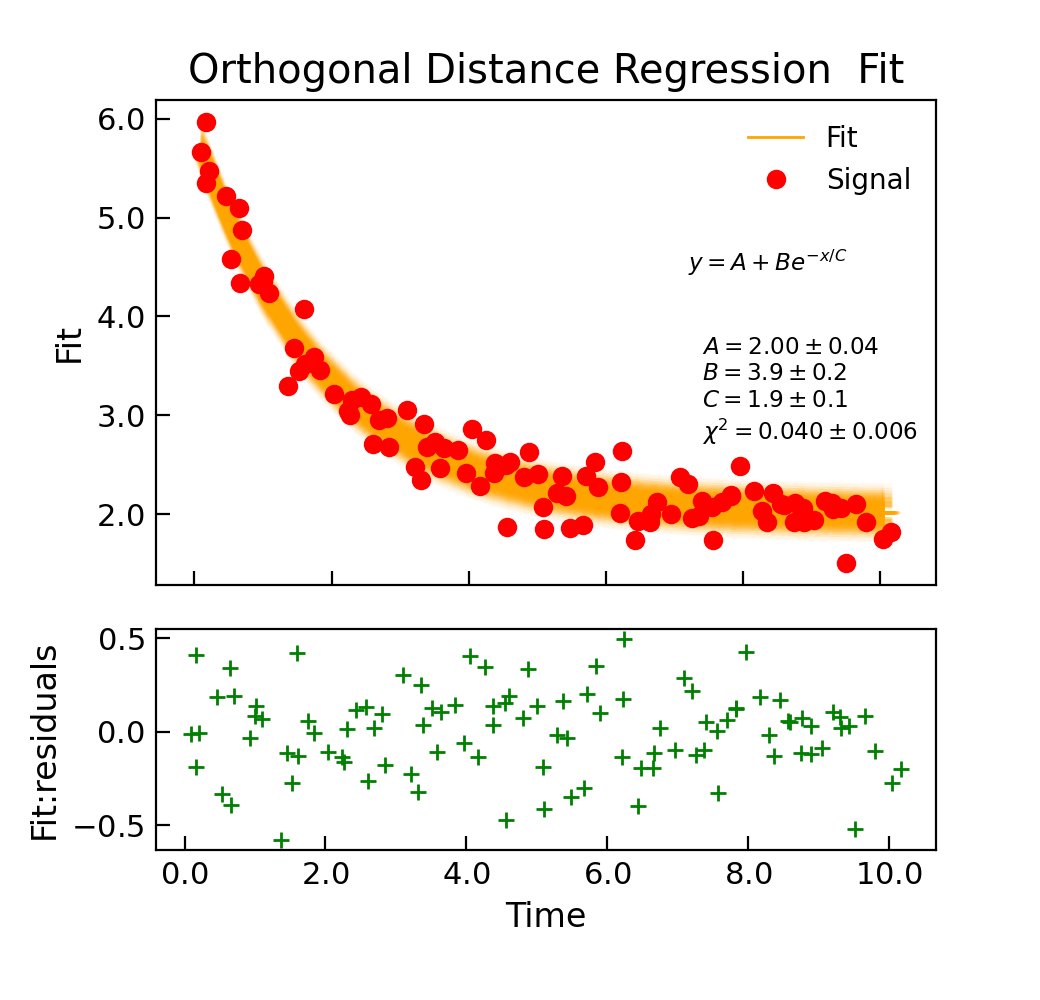 Orthogonal Distance Regression  Fit
6.0
5.0
4.0
3.0
2.0
Fit
Fit
Signal
y = A + Be^{-x/C}
A = 2.00 ± 0.04
B = 3.9 ± 0.2
C = 1.9 ± 0.1
χ² = 0.040 ± 0.006
0.5
0.0
−0.5
Fit:residuals
0.0 2.0 4.0 6.0 8.0 10.0
Time